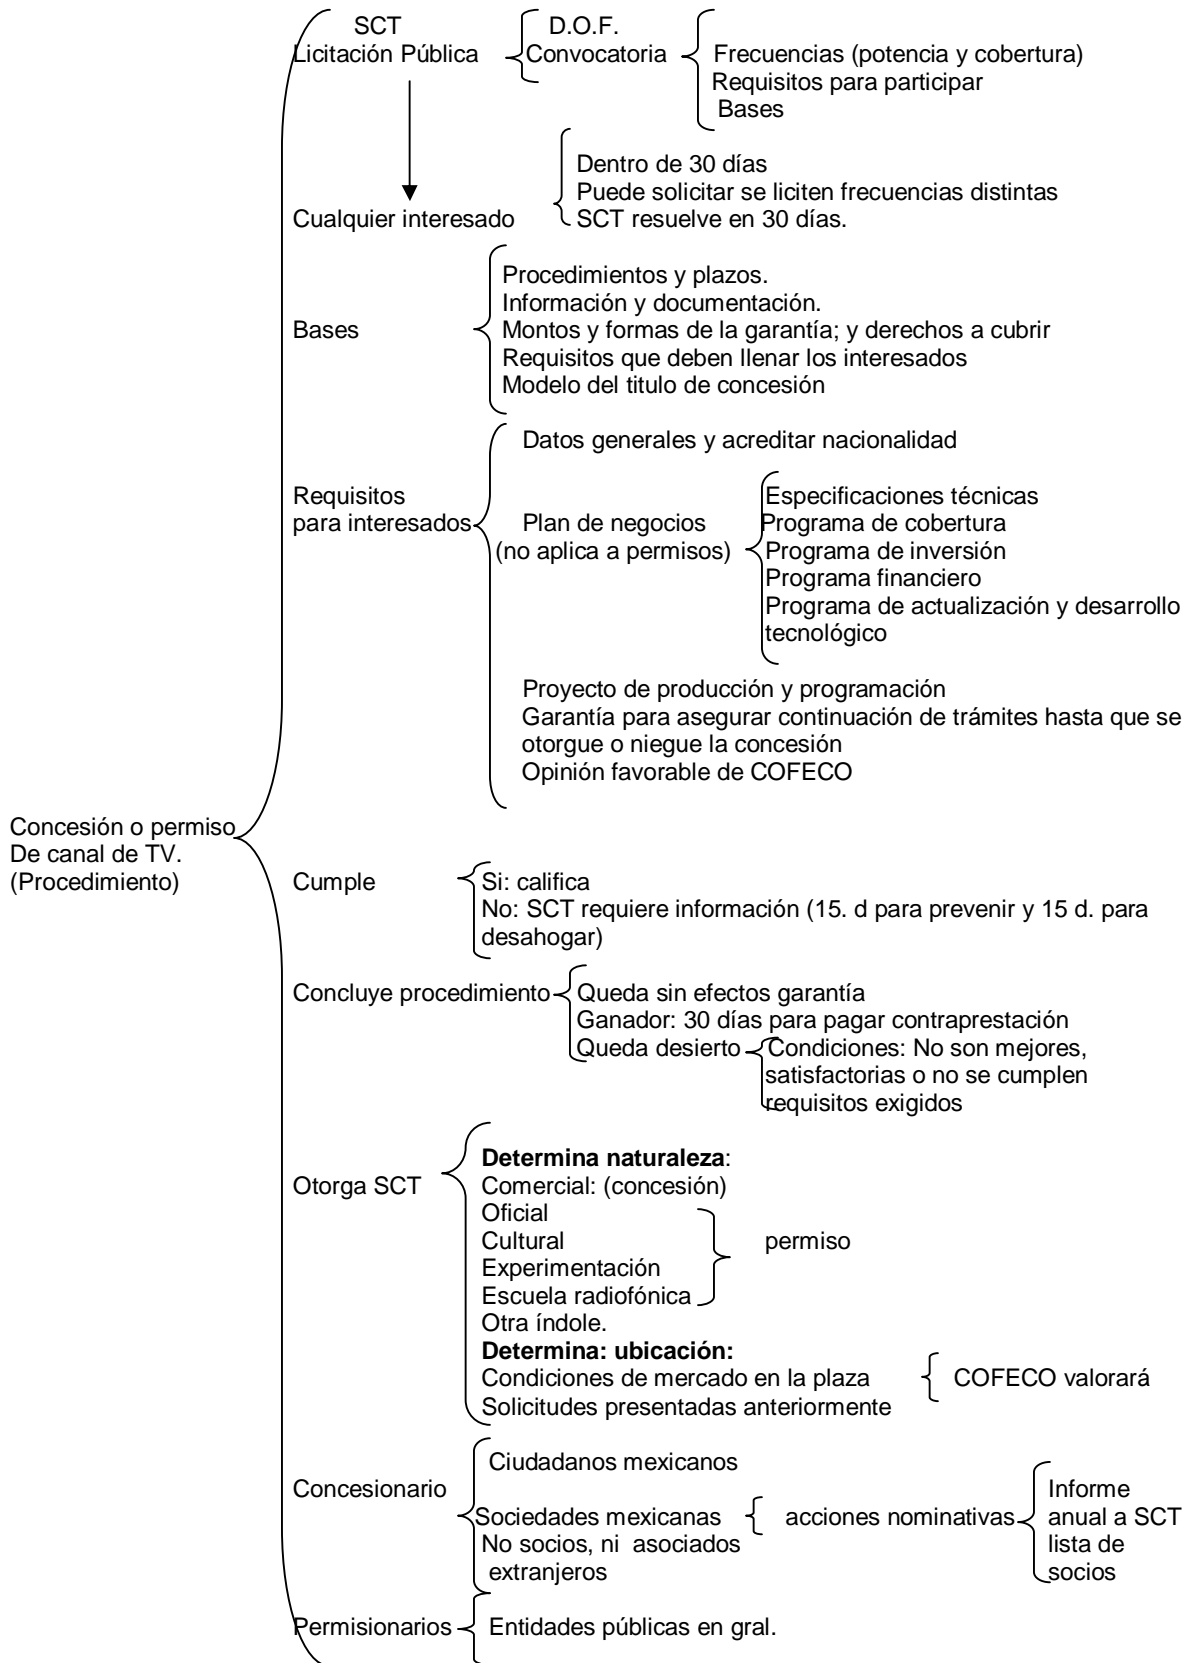 SCT
Licitación Pública
D.O.F.
Convocatoria
Frecuencias (potencia y cobertura)
Requisitos para participar
Bases
Cualquier interesado
Dentro de 30 días
Puede solicitar se liciten frecuencias distintas
SCT resuelve en 30 días.
Bases
Procedimientos y plazos.
Información y documentación.
Montos y formas de la garantía; y derechos a cubrir
Requisitos que deben llenar los interesados
Modelo del titulo de concesión
Requisitos
para interesados
Datos generales y acreditar nacionalidad
Plan de negocios
(no aplica a permisos)
Especificaciones técnicas
Programa de cobertura
Programa de inversión
Programa financiero
Programa de actualización y desarrollo
tecnológico
Proyecto de producción y programación
Garantía para asegurar continuación de trámites hasta que se
otorgue o niegue la concesión
Opinión favorable de COFECO
Concesión o permiso
De canal de TV.
(Procedimiento)
Cumple
Si: califica
No: SCT requiere información (15. d para prevenir y 15 d. para
desahogar)
Concluye procedimiento
Queda sin efectos garantía
Ganador: 30 días para pagar contraprestación
Queda desierto
Condiciones: No son mejores,
satisfactorias o no se cumplen
requisitos exigidos
Otorga SCT
Determina naturaleza:
Comercial: (concesión)
Oficial
Cultural
Experimentación
Escuela radiofónica
permiso
Otra índole.
Determina: ubicación:
Condiciones de mercado en la plaza
COFECO valorará
Solicitudes presentadas anteriormente
Concesionario
Ciudadanos mexicanos
Sociedades mexicanas
No socios, ni asociados
extranjeros
acciones nominativas
Informe
anual a SCT
lista de
socios
Permisionarios
Entidades públicas en gral.